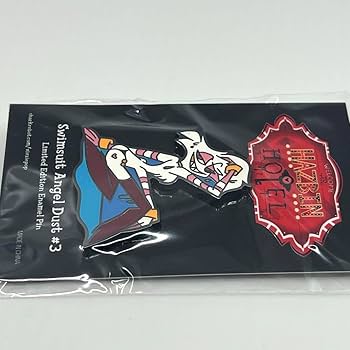 HAZBIN
HOTEL
Swimsuit Angel Dust #3
Limited Edition Enamel Pin
MADE IN CHINA